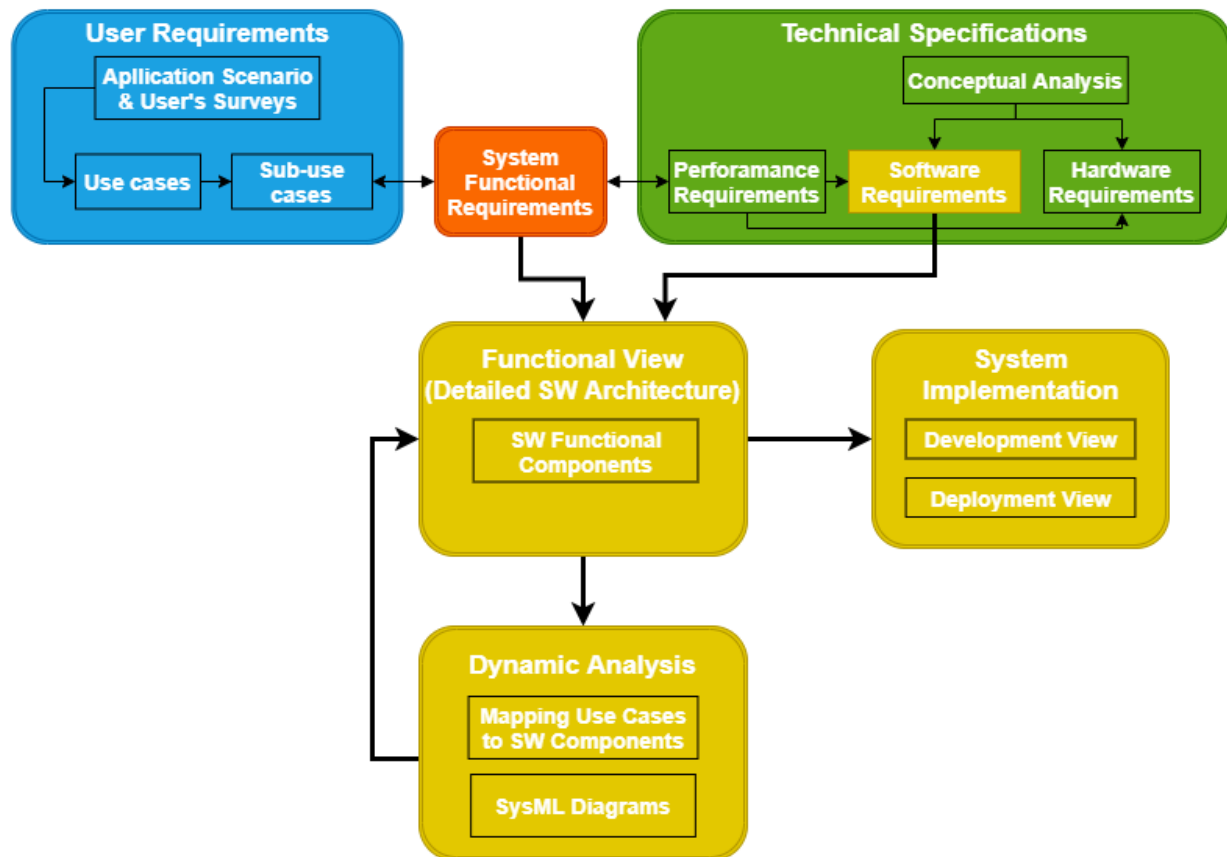 User Requirements
Apllication Scenario
& User's Surveys
Use cases
Sub-use
cases
System
Functional
Requirements
Technical Specifications
Conceptual Analysis
Perforamance
Requirements
Software
Requirements
Hardware
Requirements
Functional View
(Detailed SW Architecture)
SW Functional
Components
System
Implementation
Development View
Deployment View
Dynamic Analysis
Mapping Use Cases
to SW Components
SysML Diagrams